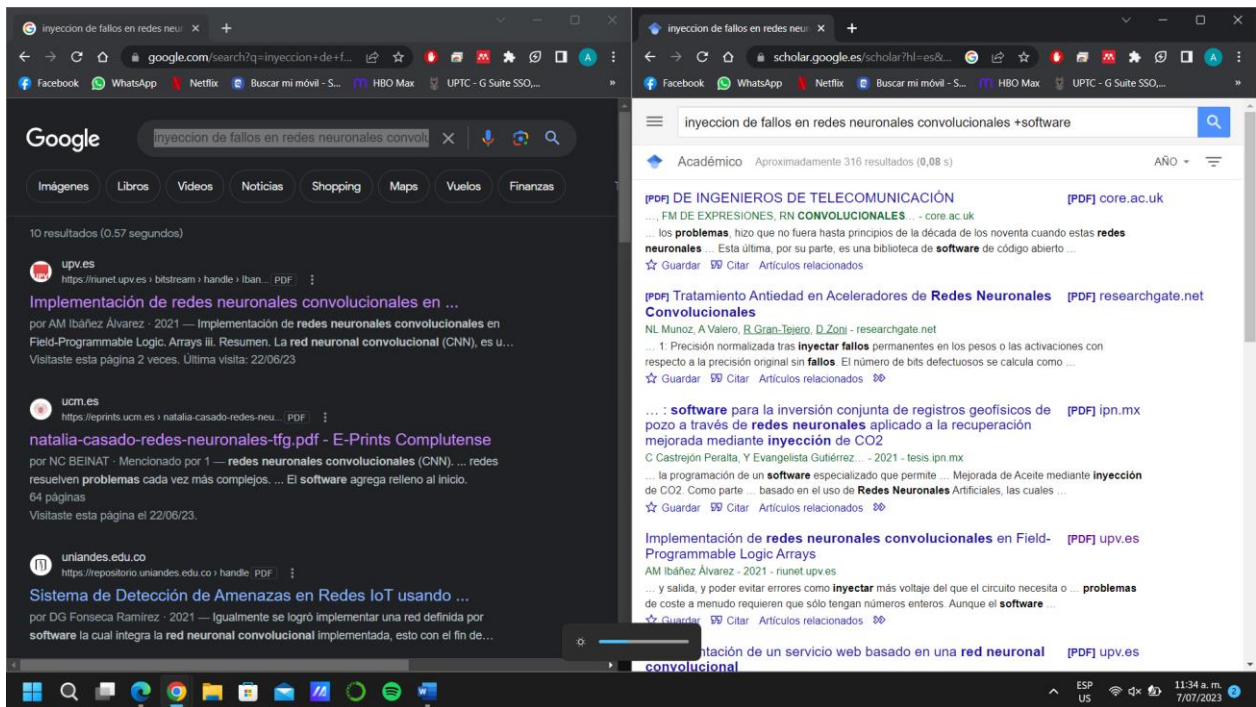 inyeccion de fallos en redes neur
google.com/search?q=inyeccion+de+f...
Facebook WhatsApp Netflix Buscar mi móvil - S... HBO Max UPTC - G Suite SSO,... »
Google
inyeccion de fallos en redes neuronales convolu
Imágenes Libros Videos Noticias Shopping Maps Vuelos Finanzas
10 resultados (0.57 segundos)
upv.es
https://riunet.upv.es › bitstream › handle › Iban... PDF
Implementación de redes neuronales convolucionales en ...
por AM Ibáñez Álvarez · 2021 — Implementación de redes neuronales convolucionales en
Field-Programmable Logic. Arrays iii. Resumen. La red neuronal convolucional (CNN), es u...
Visitaste esta página 2 veces. Última visita: 22/06/23
ucm.es
https://eprints.ucm.es › natalia-casado-redes-neu... PDF
natalia-casado-redes-neuronales-tfg.pdf - E-Prints Complutense
por NC BEINAT · Mencionado por 1 — redes neuronales convolucionales (CNN). ... redes
resuelven problemas cada vez más complejos. ... El software agrega relleno al inicio.
64 páginas
Visitaste esta página el 22/06/23.
uniandes.edu.co
https://repositorio.uniandes.edu.co › handle PDF
Sistema de Detección de Amenazas en Redes IoT usando ...
por DG Fonseca Ramírez · 2021 — Igualmente se logró implementar una red definida por
software la cual integra la red neuronal convolucional implementada, esto con el fin de...
inyeccion de fallos en redes neur
scholar.google.es/scholar?hl=es&...
Facebook WhatsApp Netflix Buscar mi móvil - S... HBO Max UPTC - G Suite SSO,... »
inyeccion de fallos en redes neuronales convolucionales +software
Académico Aproximadamente 316 resultados (0,08 s) AÑO
[PDF] DE INGENIEROS DE TELECOMUNICACIÓN [PDF] core.ac.uk
…, FM DE EXPRESIONES, RN CONVOLUCIONALES… - core.ac.uk
… los problemas, hizo que no fuera hasta principios de la década de los noventa cuando estas redes
neuronales … Esta última, por su parte, es una biblioteca de software de código abierto …
Guardar Citar Artículos relacionados
[PDF] Tratamiento Antiedad en Aceleradores de Redes Neuronales [PDF] researchgate.net
Convolucionales
NL Munoz, A Valero, R Gran-Tejero, D Zoni - researchgate.net
… 1: Precisión normalizada tras inyectar fallos permanentes en los pesos o las activaciones con
respecto a la precisión original sin fallos. El número de bits defectuosos se calcula como …
Guardar Citar Artículos relacionados
… : software para la inversión conjunta de registros geofísicos de [PDF] ipn.mx
pozo a través de redes neuronales aplicado a la recuperación
mejorada mediante inyección de CO2
C Castrejón Peralta, Y Evangelista Gutiérrez… - 2021 - tesis.ipn.mx
… la programación de un software especializado que permite … Mejorada de Aceite mediante inyección
de CO2. Como parte … basado en el uso de Redes Neuronales Artificiales, las cuales …
Guardar Citar Artículos relacionados
Implementación de redes neuronales convolucionales en Field- [PDF] upv.es
Programmable Logic Arrays
AM Ibáñez Álvarez - 2021 - riunet.upv.es
… y salida, y poder evitar errores como inyectar más voltaje del que el circuito necesita o … problemas
de coste a menudo requieren que sólo tengan números enteros. Aunque el software …
Guardar Citar Artículos relacionados
ntación de un servicio web basado en una red neuronal [PDF] upv.es
convolucional
ESP
US
11:34 a. m.
7/07/2023
2